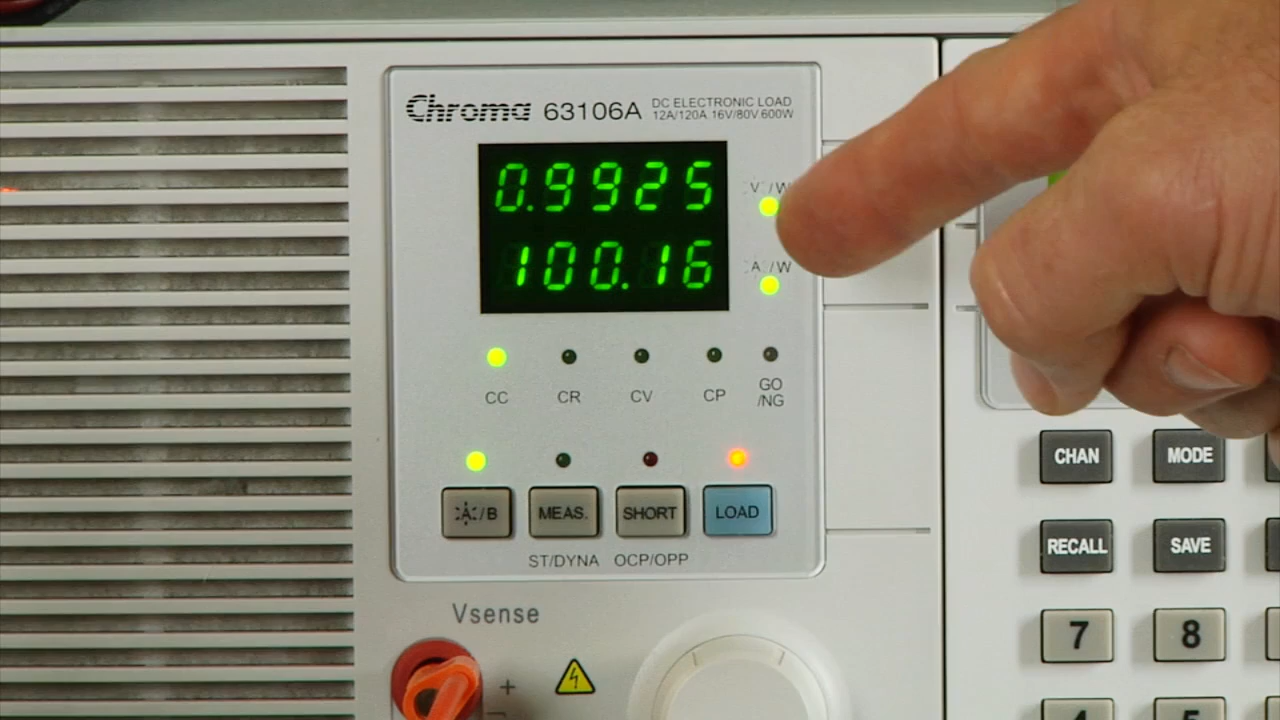 Chroma 63106A DC ELECTRONIC LOAD
12A/120A 16V/80V 600W
0.9925
V/W
100.16
A/W
CC CR CV CP GO
/NG
A/B MEAS. SHORT LOAD
ST/DYNA OCP/OPP
Vsense
+
CHAN MODE
RECALL SAVE
7 8